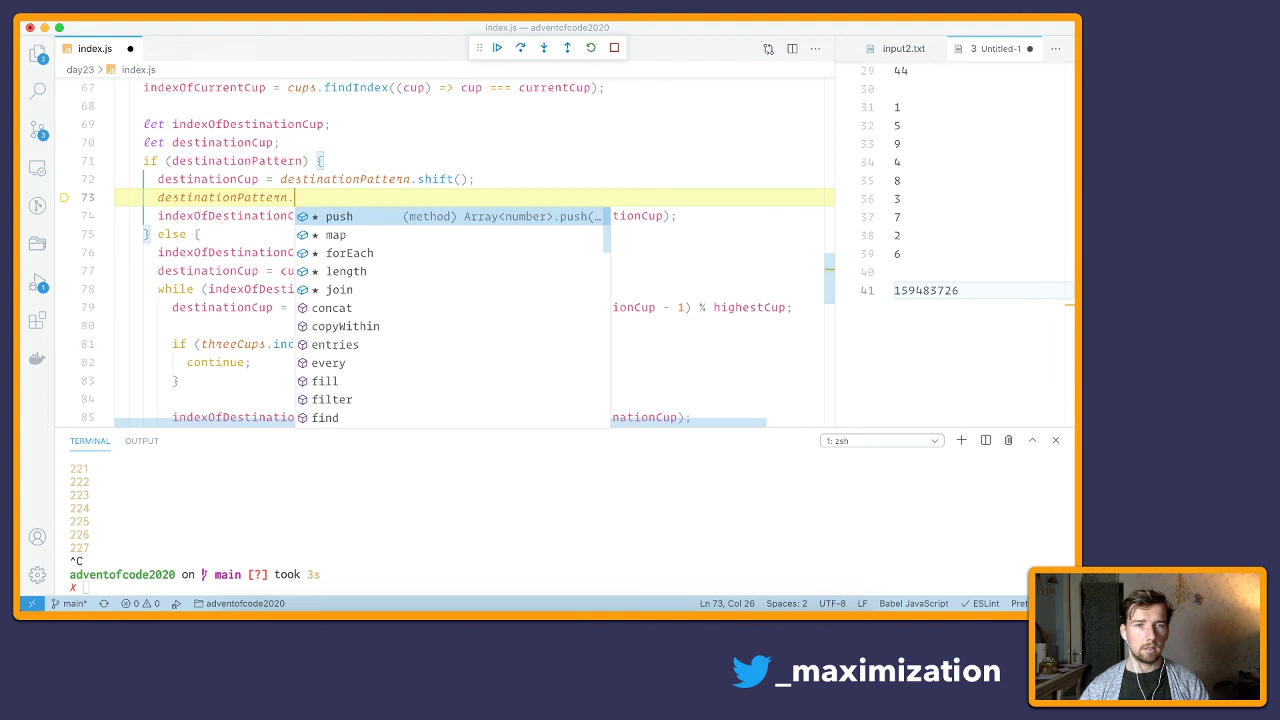 index.js — adventofcode2020
index.js
input2.txt
3 Untitled-1
day23 > index.js
67 indexOfCurrentCup = cups.findIndex((cup) => cup === currentCup);
68
69 let indexOfDestinationCup;
70 let destinationCup;
71 if (destinationPattern) {
72 destinationCup = destinationPattern.shift();
73 destinationPattern.
74 indexOfDestinationC tionCup);
75 } else {
76 indexOfDestinationC
77 destinationCup = cu
78 while (indexOfDesti
79 destinationCup = ionCup - 1) % highestCup;
80
81 if (threeCups.inc
82 continue;
83 }
84
85 indexOfDestinatio nationCup);
push (method) Array<number>.push(…
map
forEach
length
join
concat
copyWithin
entries
every
fill
filter
find
29 44
30
31 1
32 5
33 9
34 4
35 8
36 3
37 7
38 2
39 6
40
41 159483726
2
3
1
TERMINAL
OUTPUT
1: zsh
221
222
223
224
225
226
227
^C
adventofcode2020 on main [?] took 3s
✗
main*
0
0
adventofcode2020
Ln 73, Col 26
Spaces: 2
UTF-8
LF
Babel JavaScript
ESLint
Pret
_maximization